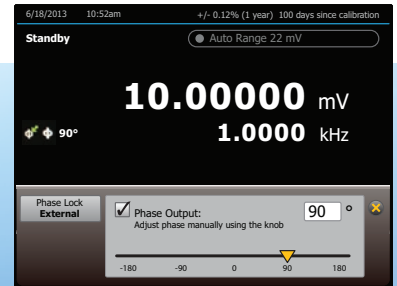 6/18/2013 10:52am +/- 0.12% (1 year) 100 days since calibration
Standby Auto Range 22 mV
10.00000 mV
90° 1.0000 kHz
Phase Lock
External
Phase Output: 90 °
Adjust phase manually using the knob
-180 -90 0 90 180